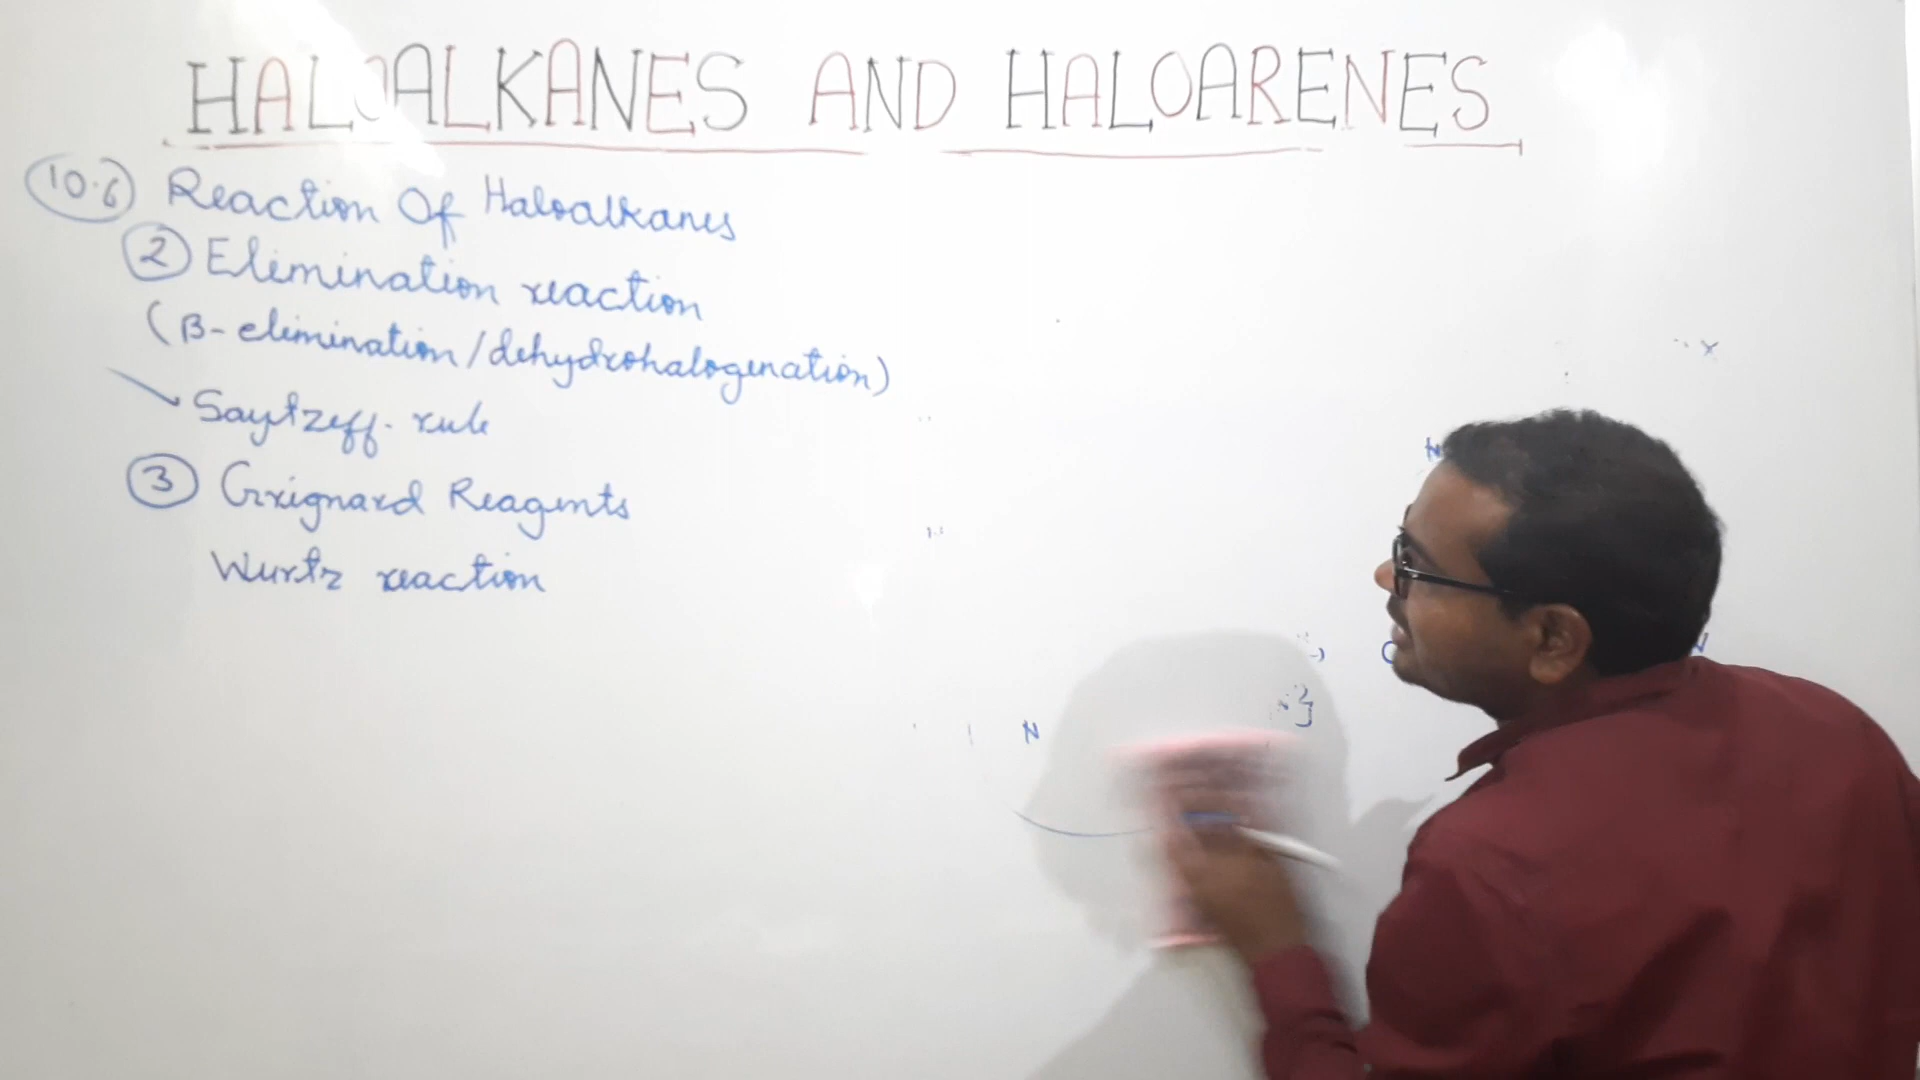 HALOALKANES AND HALOARENES
10.6 Reaction Of Haloalkanes
2 Elimination reaction
(β-elimination/dehydrohalogenation)
Saytzeff rule
3 Grignard Reagents
Wurtz reaction